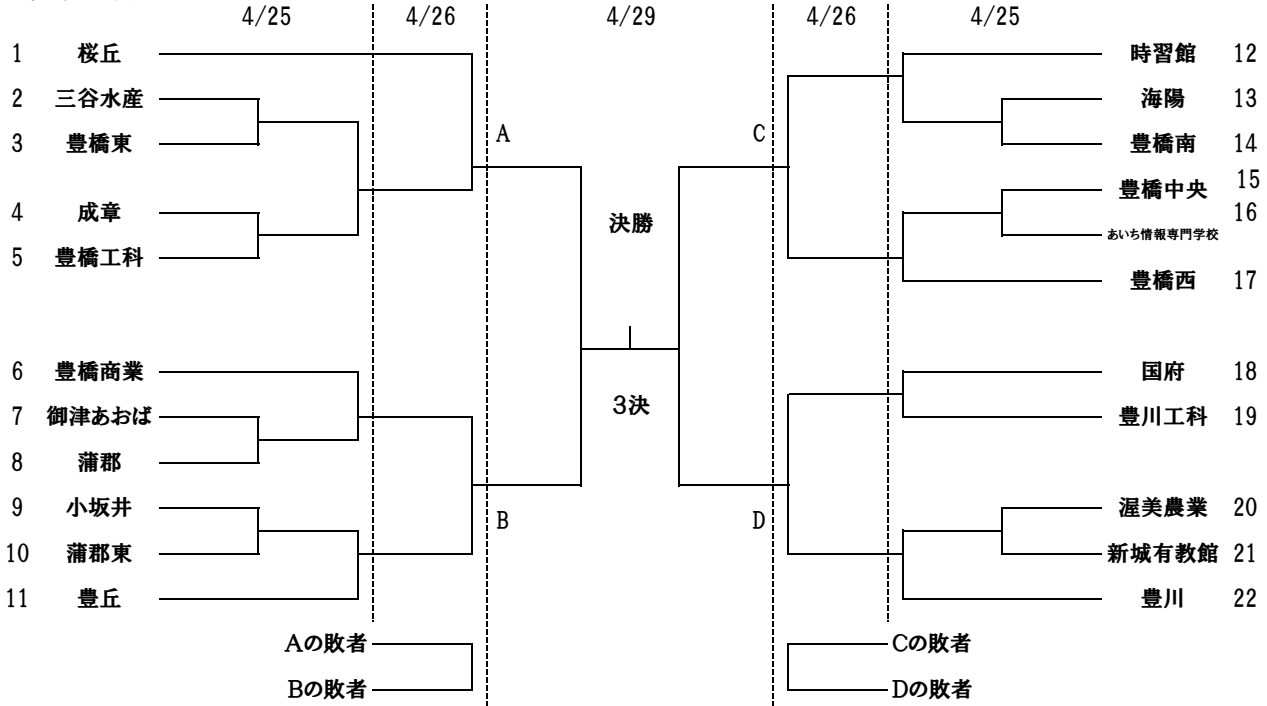 4/25 4/26 4/29 4/26 4/25
1 桜丘
2 三谷水産
3 豊橋東
4 成章
5 豊橋工科
6 豊橋商業
7 御津あおば
8 蒲郡
9 小坂井
10 蒲郡東
11 豊丘
A
B
Aの敗者
Bの敗者
決勝
3決
C
D
Cの敗者
Dの敗者
時習館 12
海陽 13
豊橋南 14
豊橋中央 15
あいち情報専門学校 16
豊橋西 17
国府 18
豊川工科 19
渥美農業 20
新城有教館 21
豊川 22